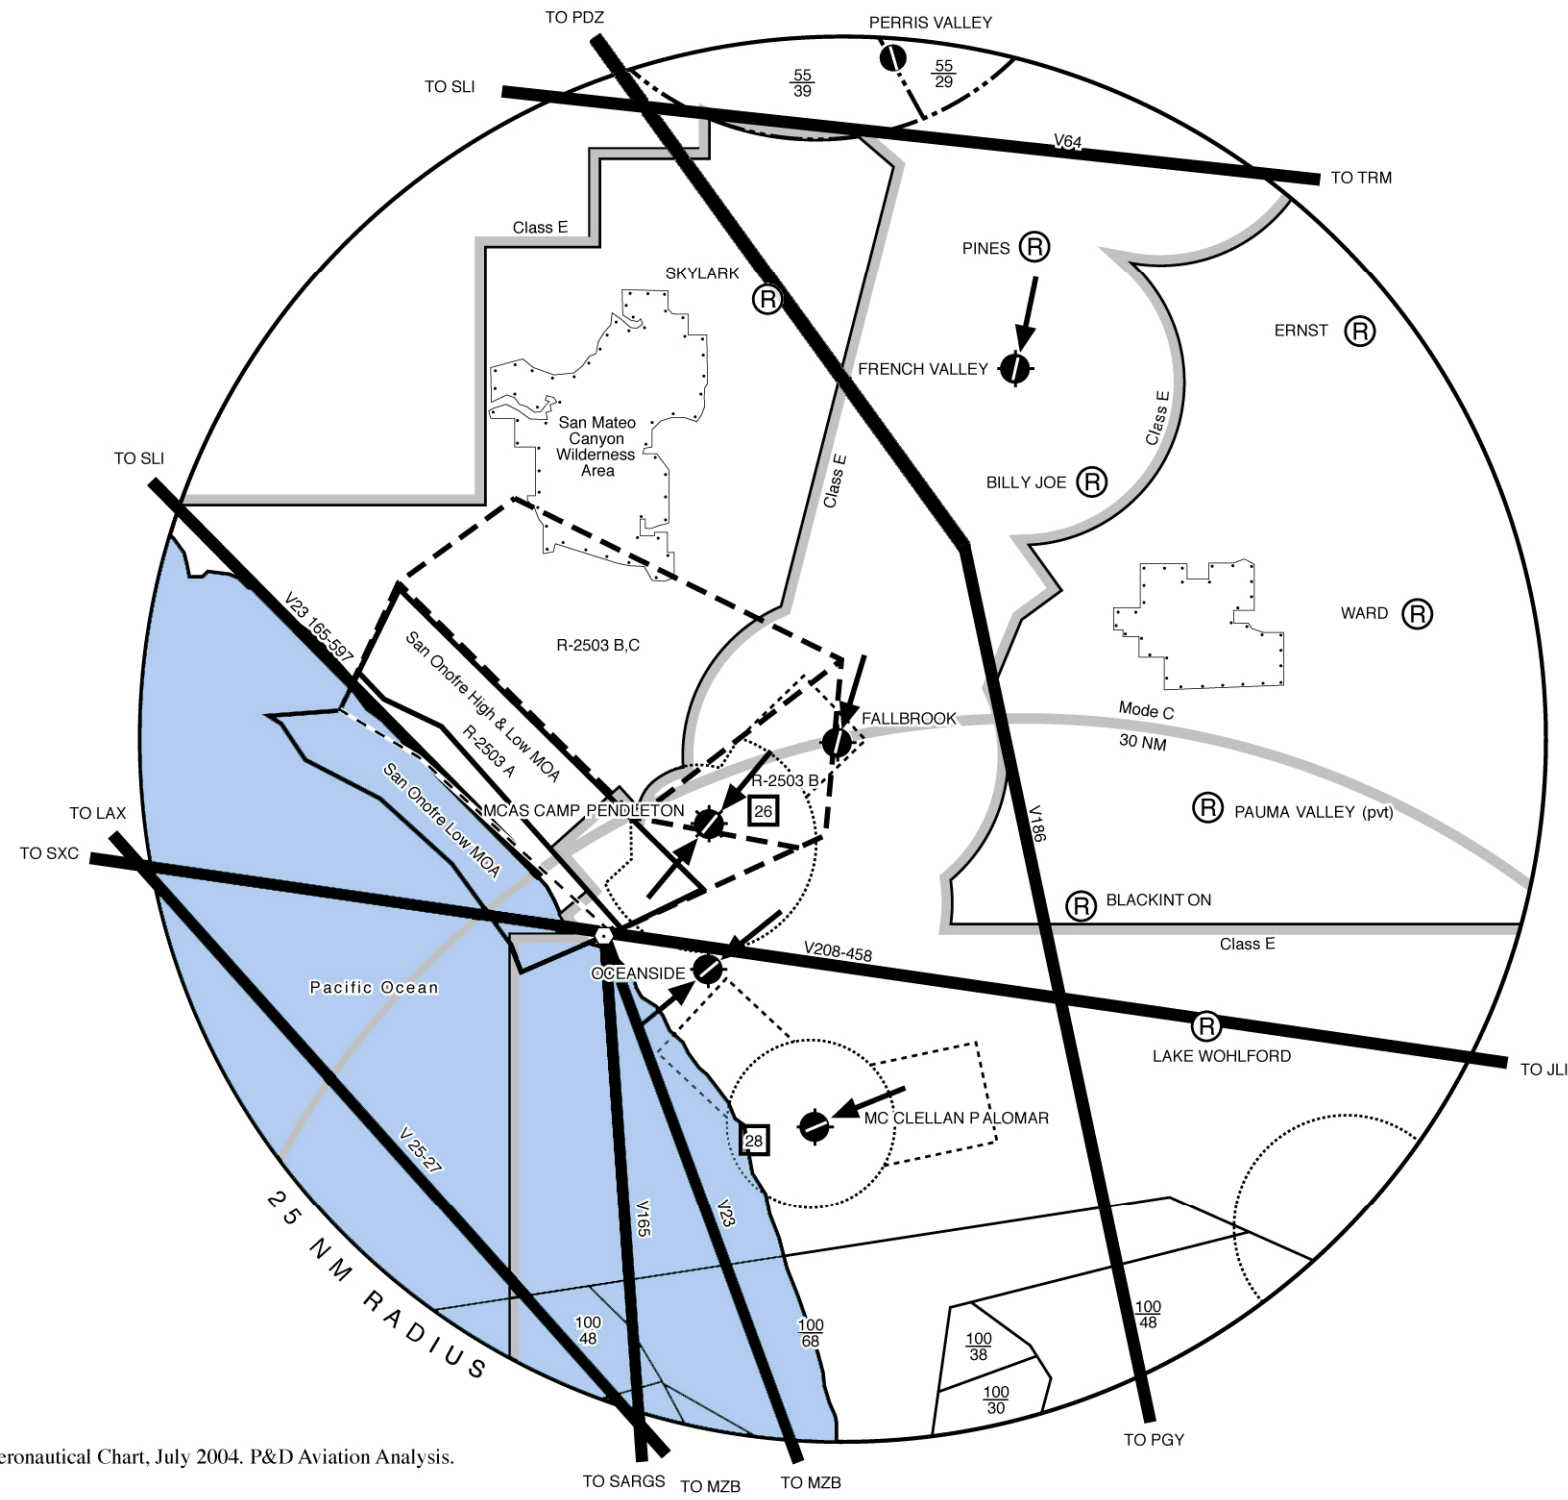 TO PDZ
PERRIS VALLEY
55
39
55
29
TO SLI
V64
TO TRM
Class E
PINES R
SKYLARK
R
ERNST R
FRENCH VALLEY
San Mateo
Canyon
Wilderness
Area
Class E
Class E
TO SLI
BILLY JOE R
V23 165-597
WARD R
R-2503 B,C
San Onofre High & Low MOA
R-2503 A
FALLBROOK
Mode C
30 NM
San Onofre Low MOA
R-2503 B
26
MCAS CAMP PENDLETON
TO LAX
TO SXC
V186
R PAUMA VALLEY (pvt)
R BLACKINT ON
Class E
V208-458
OCEANSIDE
Pacific Ocean
R
LAKE WOHLFORD
TO JLI
MC CLELLAN P ALOMAR
28
V 25-27
V165
V23
25 NM RADIUS
100
48
100
68
100
48
100
38
100
30
TO PGY
eronautical Chart, July 2004. P&D Aviation Analysis.
TO SARGS
TO MZB
TO MZB